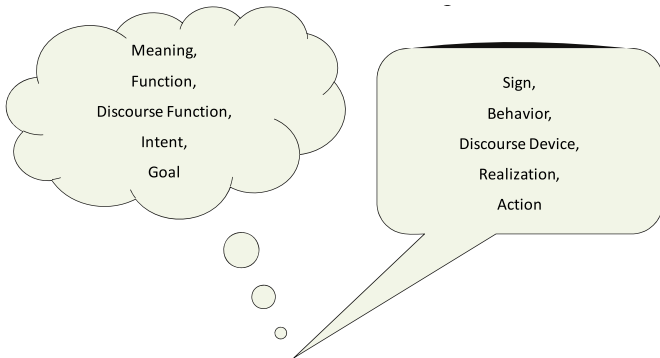 Meaning,
Function,
Discourse Function,
Intent,
Goal
Sign,
Behavior,
Discourse Device,
Realization,
Action